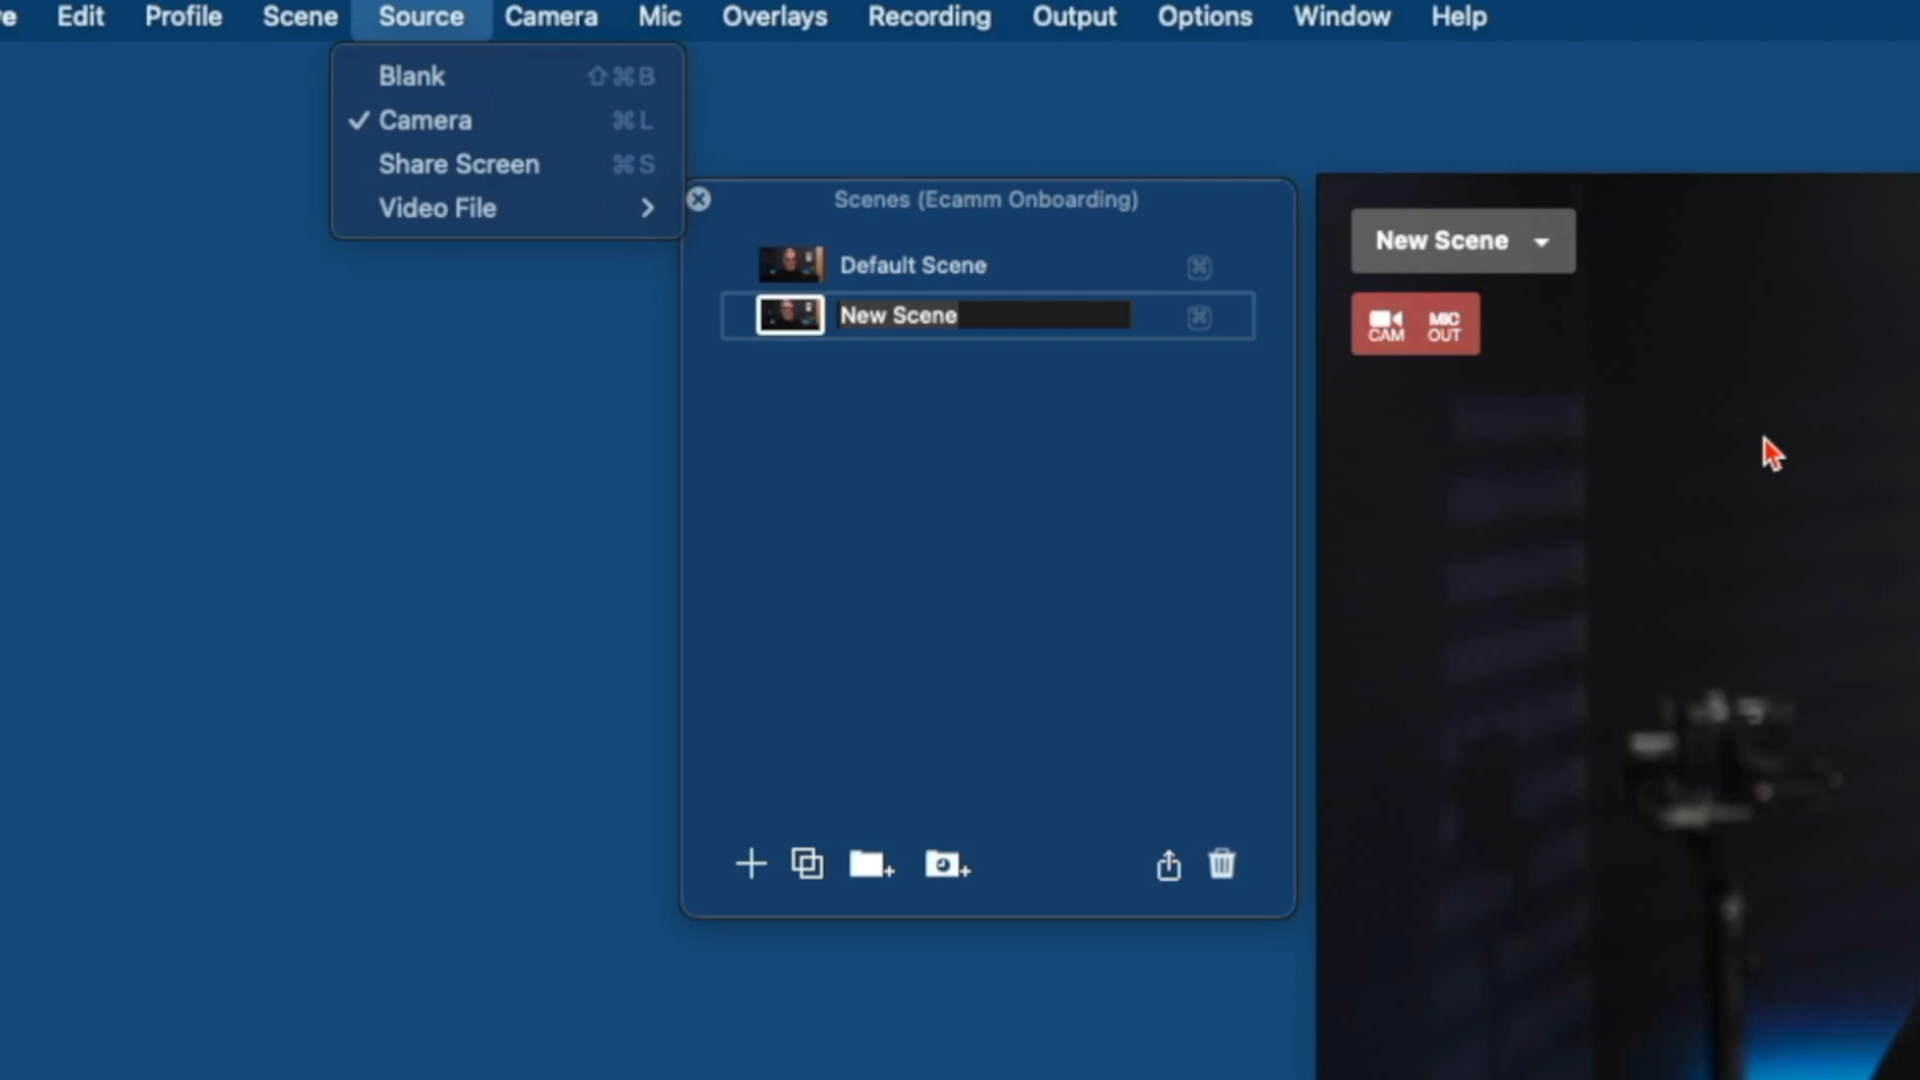 Edit Profile Scene Source Camera Mic Overlays Recording Output Options Window Help
Blank ⇧⌘B
✓ Camera ⌘L
Share Screen ⌘S
Video File >
Scenes (Ecamm Onboarding)
Default Scene ⌘
New Scene ⌘
New Scene
CAM MIC OUT